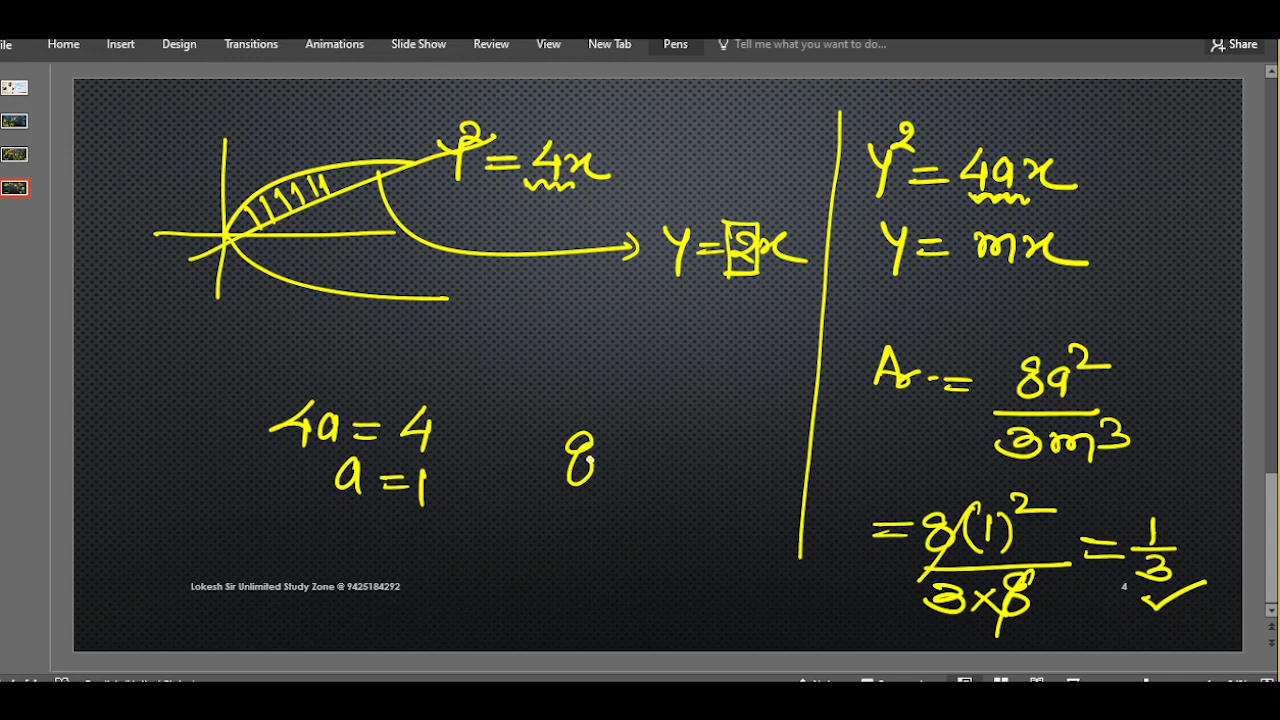 File Home Insert Design Transitions Animations Slide Show Review View New Tab Pens Tell me what you want to do... Share
Y² = 4x
Y = 2x
4a = 4
a = 1
8
Y² = 4ax
Y = mx
Ar. = 8a² / 3m³
= 8(1)² / 3×8 = 1/3
Lokesh Sir Unlimited Study Zone @ 9425184292
4